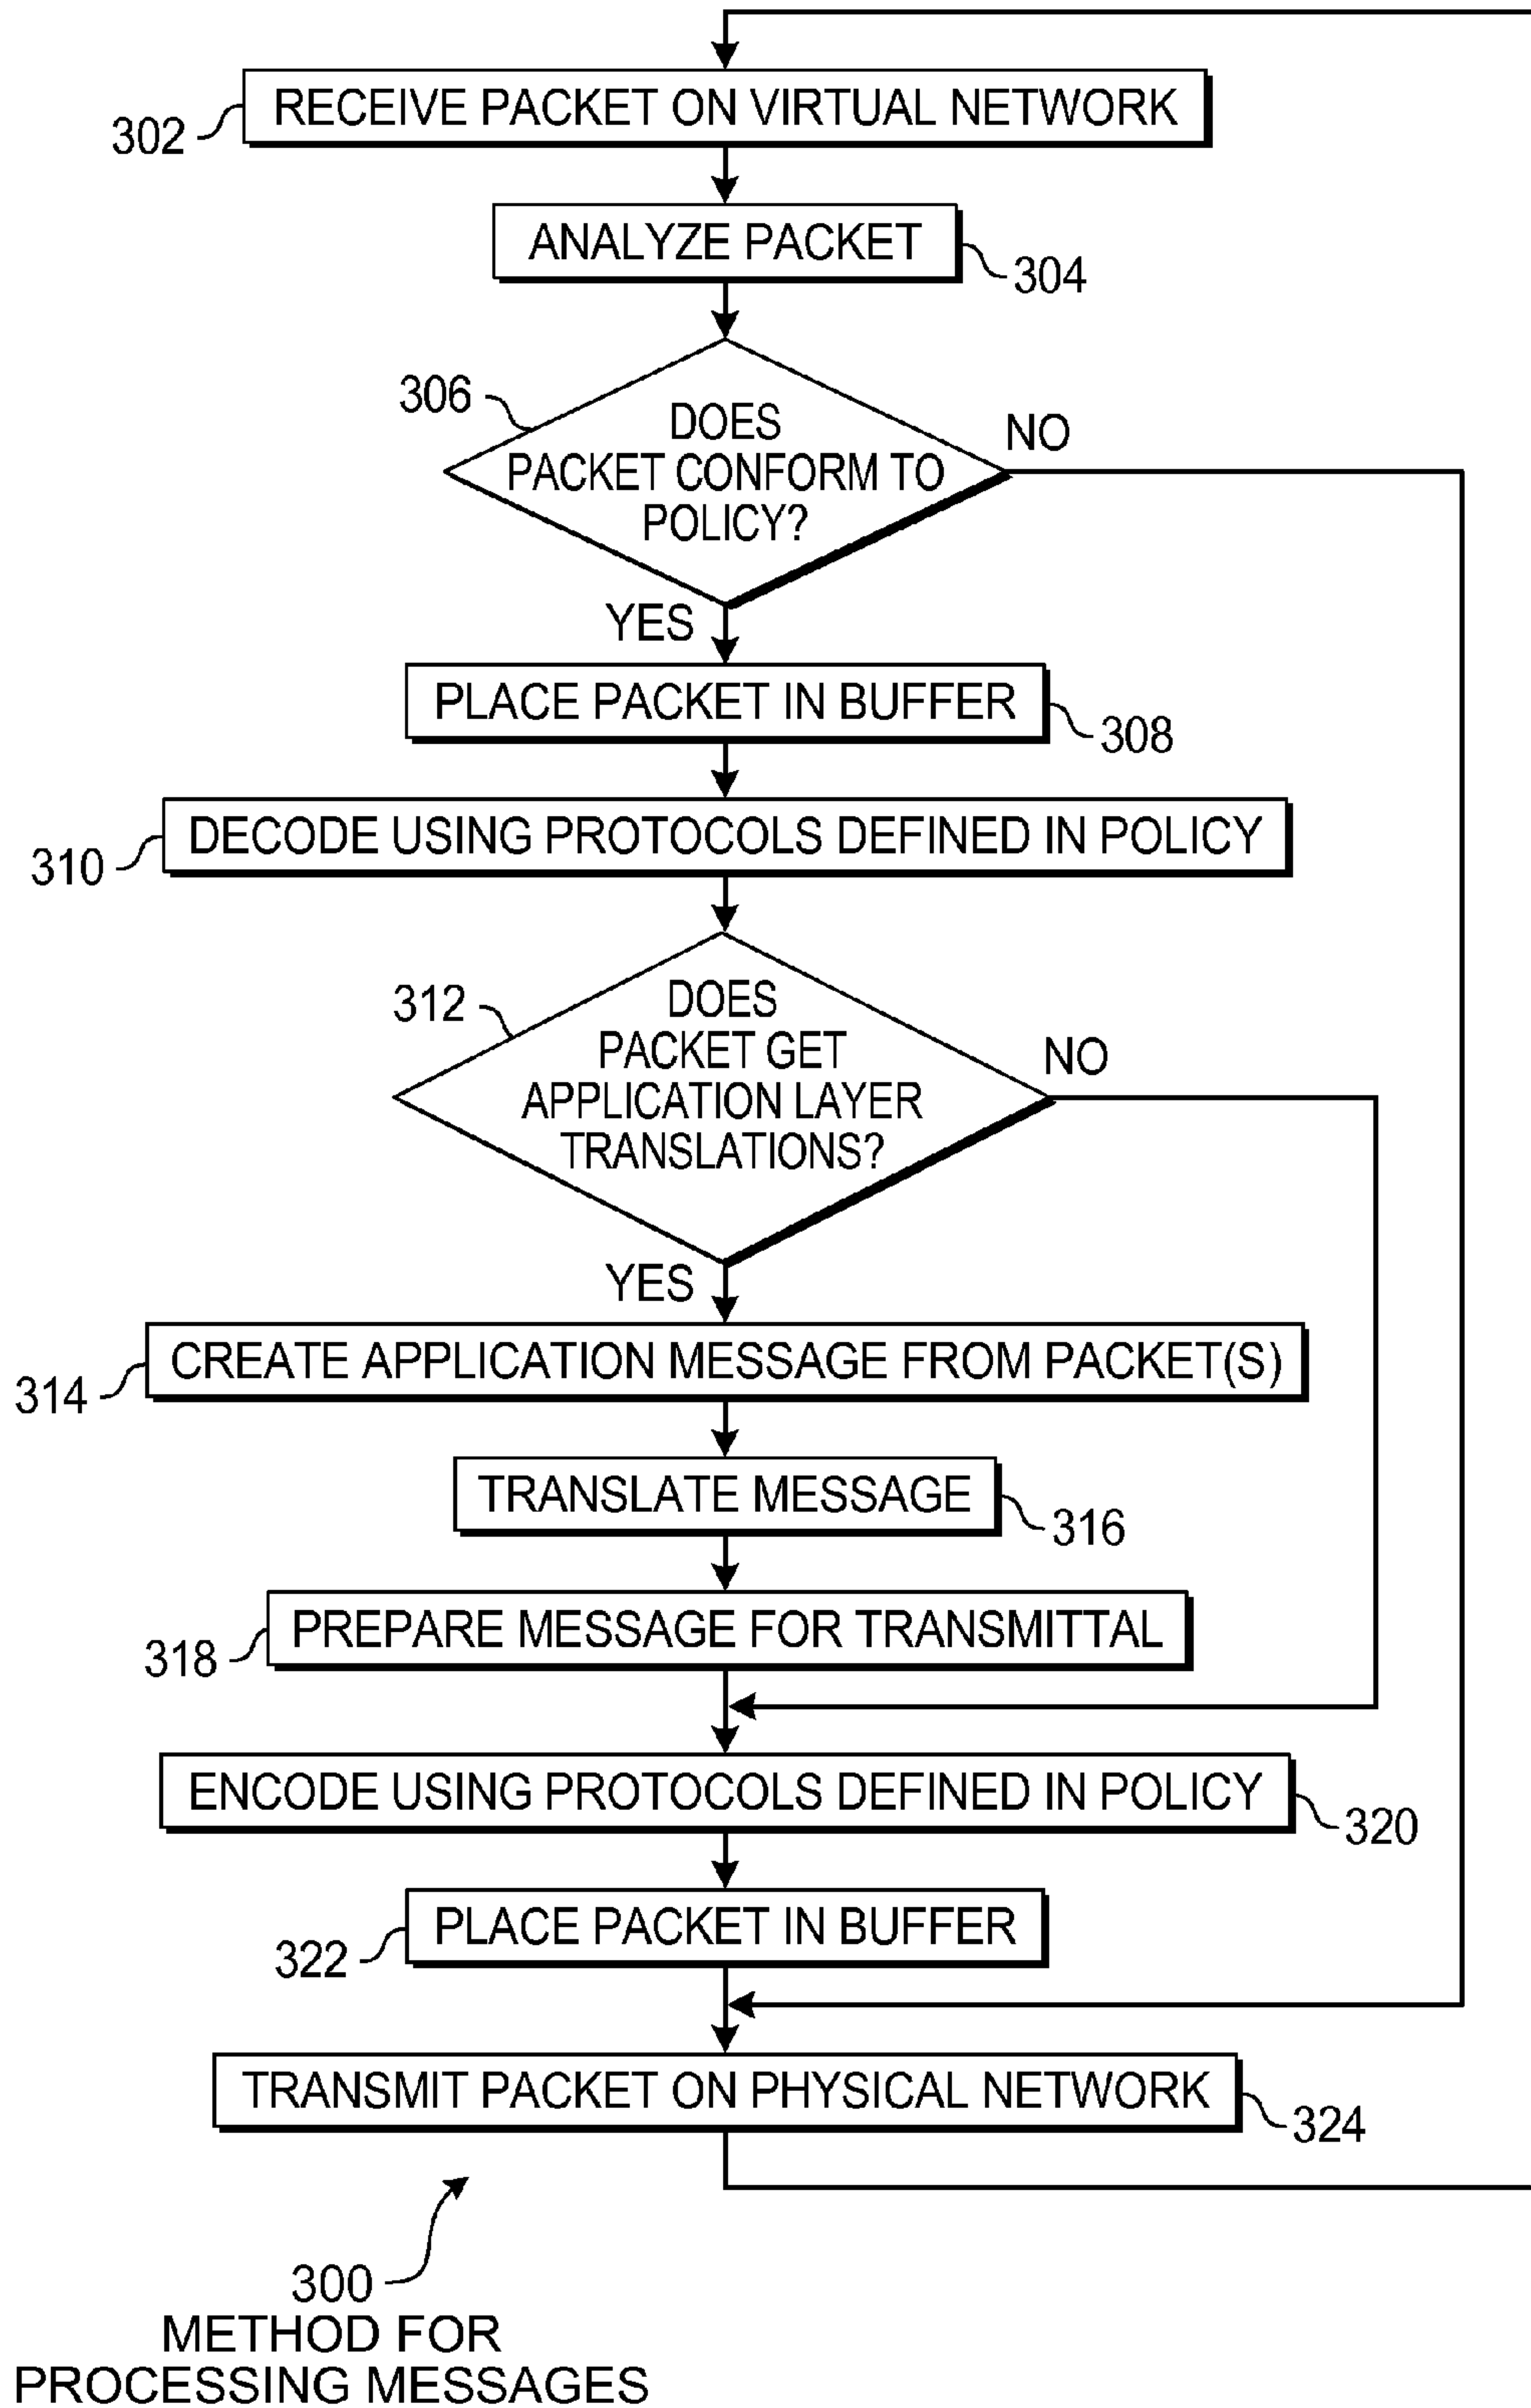 RECEIVE PACKET ON VIRTUAL NETWORK
302
ANALYZE PACKET
304
306
DOES
PACKET CONFORM TO
POLICY?
NO
YES
PLACE PACKET IN BUFFER
308
DECODE USING PROTOCOLS DEFINED IN POLICY
310
312
DOES
PACKET GET
APPLICATION LAYER
TRANSLATIONS?
NO
YES
CREATE APPLICATION MESSAGE FROM PACKET(S)
314
TRANSLATE MESSAGE
316
PREPARE MESSAGE FOR TRANSMITTAL
318
ENCODE USING PROTOCOLS DEFINED IN POLICY
320
PLACE PACKET IN BUFFER
322
TRANSMIT PACKET ON PHYSICAL NETWORK
324
300
METHOD FOR
PROCESSING MESSAGES